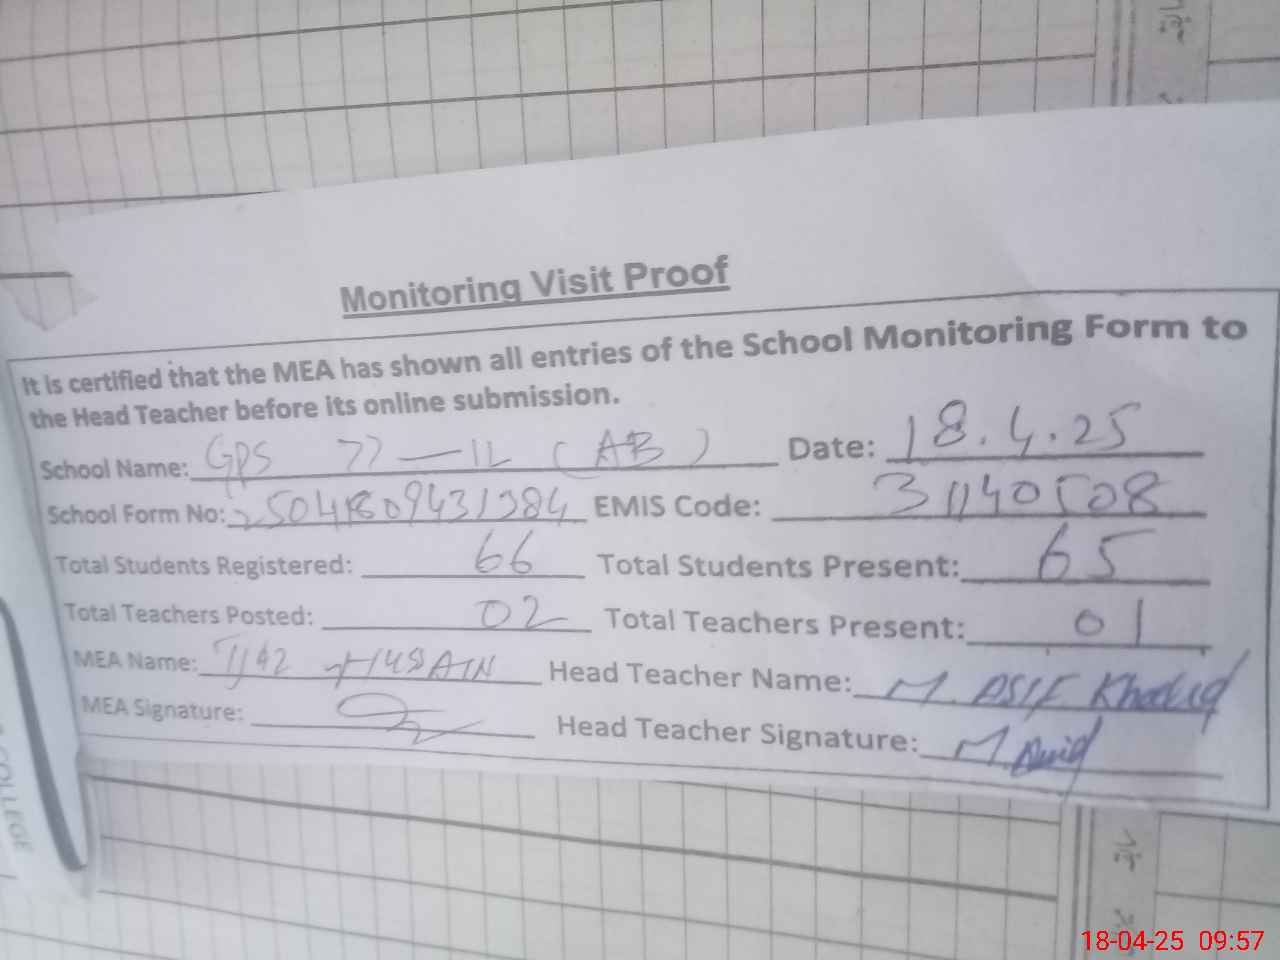 Monitoring Visit Proof
It is certified that the MEA has shown all entries of the School Monitoring Form to
the Head Teacher before its online submission.
School Name: GPS 77-1L (AB) Date: 18.4.25
School Form No: EMIS Code: 31140508
Total Students Registered: 66 Total Students Present: 65
Total Teachers Posted: 02 Total Teachers Present: 01
MEA Name: HUSAIN Head Teacher Name: M. ASIF Khalid
MEA Signature: Head Teacher Signature: M.
COLLEGE
18-04-25 09:57